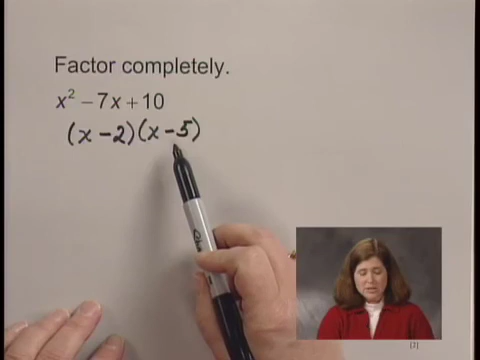 Factor completely.
x² – 7x + 10
(x – 2)(x – 5)